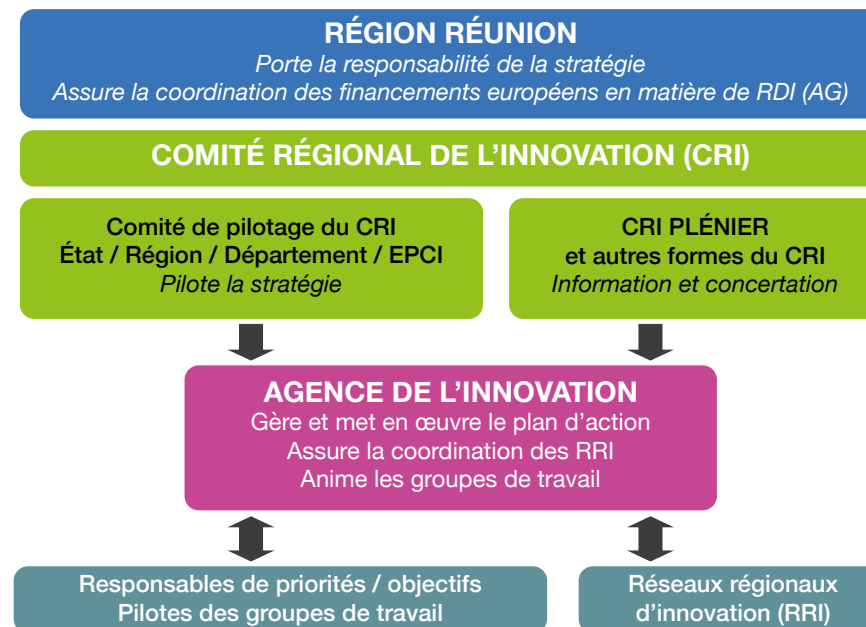 RÉGION RÉUNION
Porte la responsabilité de la stratégie
Assure la coordination des financements européens en matière de RDI (AG)
COMITÉ RÉGIONAL DE L’INNOVATION (CRI)
Comité de pilotage du CRI
État / Région / Département / EPCI
Pilote la stratégie
CRI PLÉNIER
et autres formes du CRI
Information et concertation
AGENCE DE L’INNOVATION
Gère et met en œuvre le plan d’action
Assure la coordination des RRI
Anime les groupes de travail
Responsables de priorités / objectifs
Pilotes des groupes de travail
Réseaux régionaux
d’innovation (RRI)